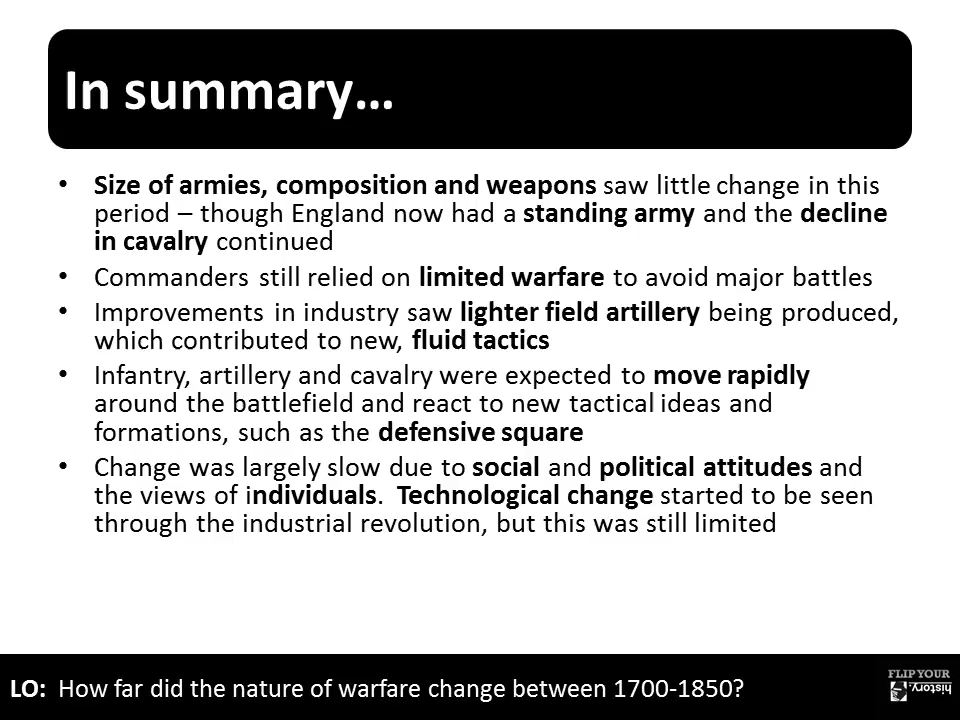 In summary…
• Size of armies, composition and weapons saw little change in this
period – though England now had a standing army and the decline
in cavalry continued
• Commanders still relied on limited warfare to avoid major battles
• Improvements in industry saw lighter field artillery being produced,
which contributed to new, fluid tactics
• Infantry, artillery and cavalry were expected to move rapidly
around the battlefield and react to new tactical ideas and
formations, such as the defensive square
• Change was largely slow due to social and political attitudes and
the views of individuals.  Technological change started to be seen
through the industrial revolution, but this was still limited
LO:  How far did the nature of warfare change between 1700-1850?
FLIP YOUR
history.